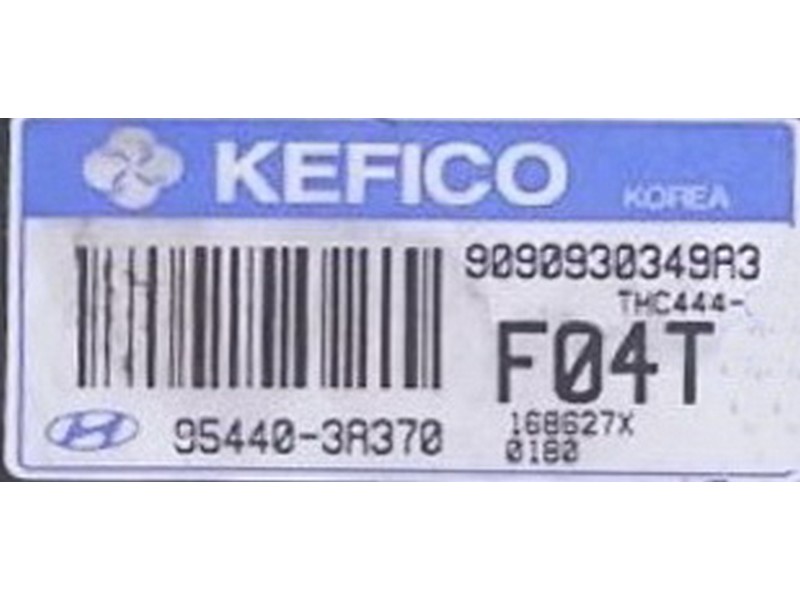 KEFICO
KOREA
9090930349A3
THC444-
F04T
95440-3A370
168627X
0180